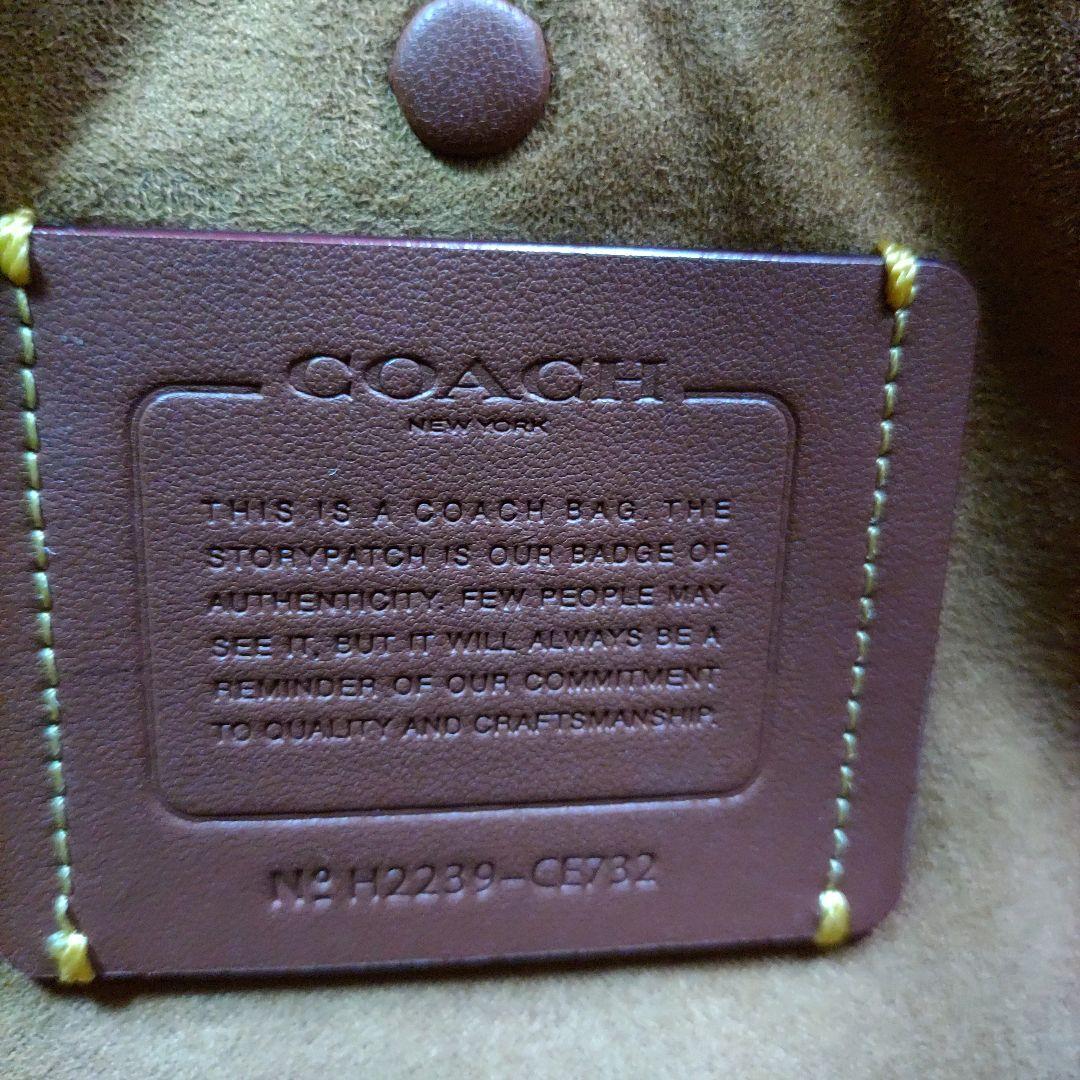 COACH
NEW YORK
THIS IS A COACH BAG. THE
STORYPATCH IS OUR BADGE OF
AUTHENTICITY. FEW PEOPLE MAY
SEE IT, BUT IT WILL ALWAYS BE A
REMINDER OF OUR COMMITMENT
TO QUALITY AND CRAFTSMANSHIP.
Nº H2239-CE732